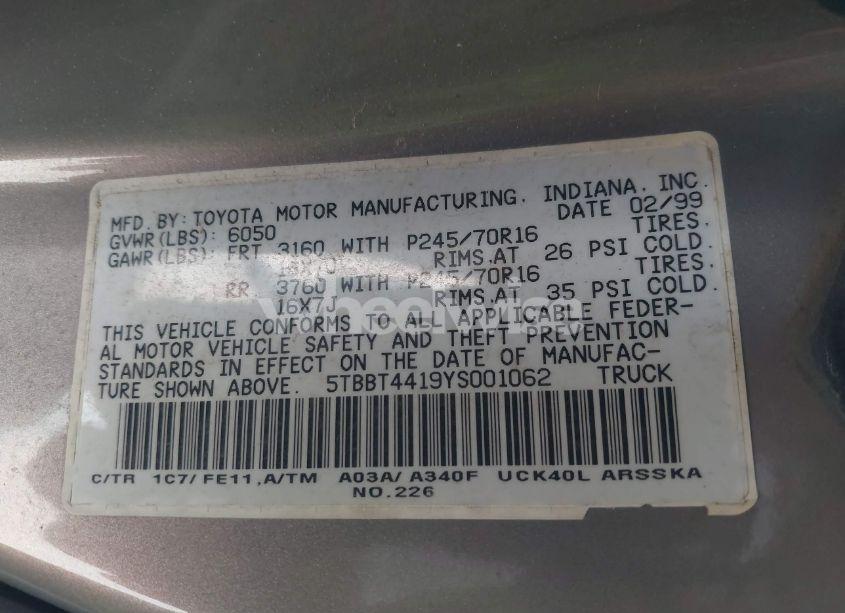 MFD. BY: TOYOTA MOTOR MANUFACTURING, INDIANA, INC.
DATE 02/99
GVWR(LBS): 6050
GAWR(LBS): FRT 3160 WITH P245/70R16 TIRES.
16X7J RIMS.AT 26 PSI COLD.
RR 3760 WITH P245/70R16 TIRES.
16X7J RIMS.AT 35 PSI COLD.
THIS VEHICLE CONFORMS TO ALL APPLICABLE FEDER-
AL MOTOR VEHICLE SAFETY AND THEFT PREVENTION
STANDARDS IN EFFECT ON THE DATE OF MANUFAC-
TURE SHOWN ABOVE. 5TBBT4419YS001062 TRUCK
C/TR 1C7/ FE11 ,A/TM A03A/ A340F UCK40L ARSSKA
NO.226